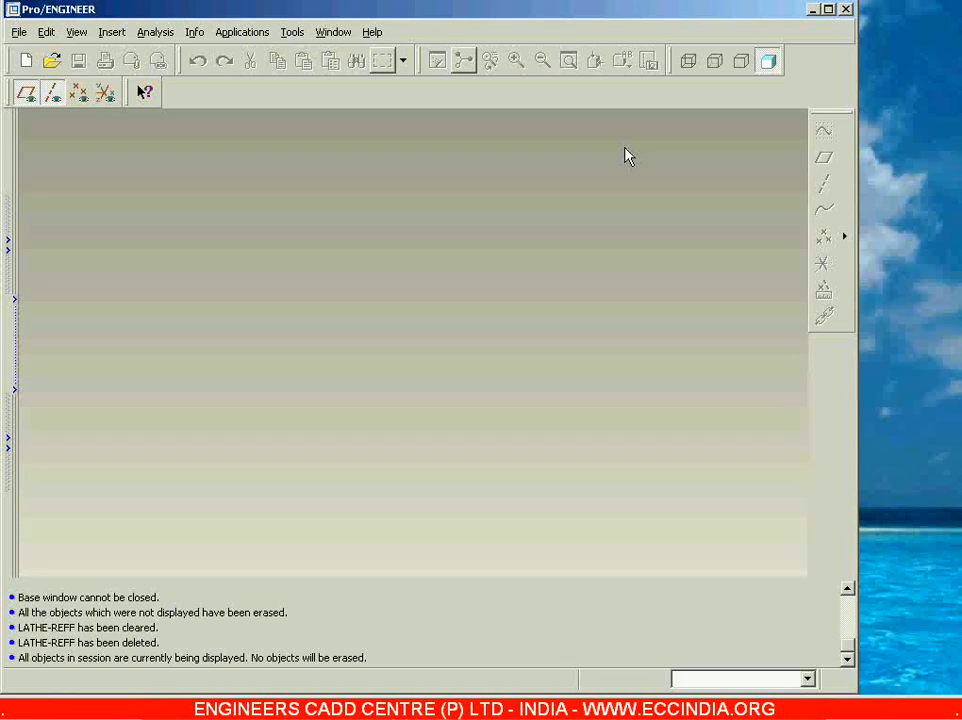 Pro/ENGINEER
File Edit View Insert Analysis Info Applications Tools Window Help
Base window cannot be closed.
All the objects which were not displayed have been erased.
LATHE-REFF has been cleared.
LATHE-REFF has been deleted.
All objects in session are currently being displayed. No objects will be erased.
ENGINEERS CADD CENTRE (P) LTD - INDIA - WWW.ECCINDIA.ORG